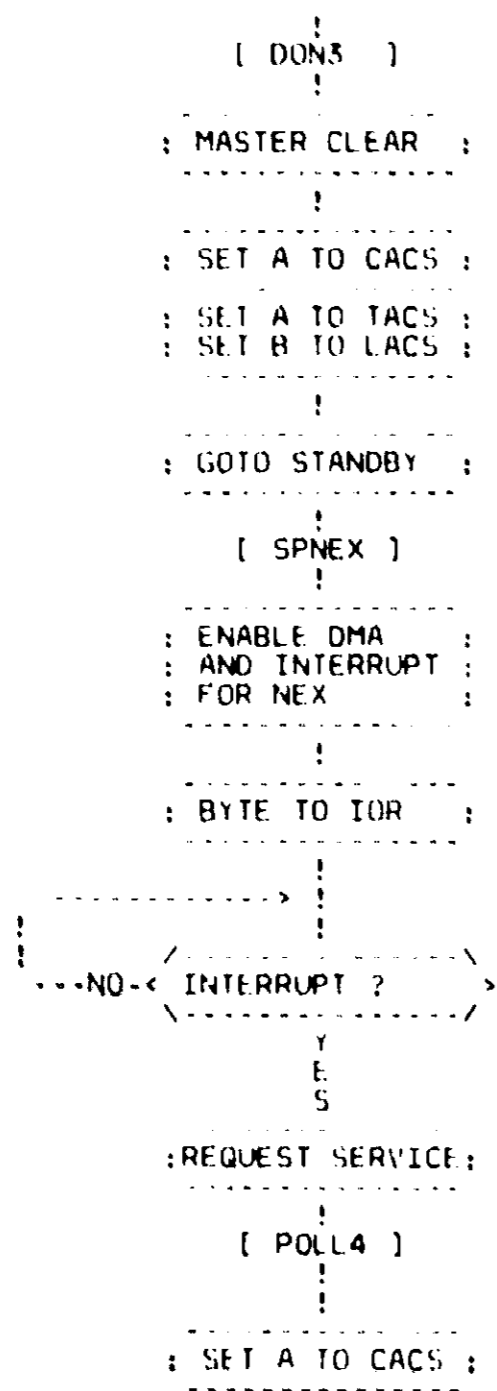 [ DON3 ]
: MASTER CLEAR :
: SET A TO CACS :
: SET A TO TACS :
: SET B TO LACS :
: GOTO STANDBY :
[ SPNEX ]
: ENABLE DMA :
: AND INTERRUPT :
: FOR NEX :
: BYTE TO IOR :
---NO-< INTERRUPT ? >
Y
E
S
:REQUEST SERVICE:
[ POLL4 ]
: SET A TO CACS :